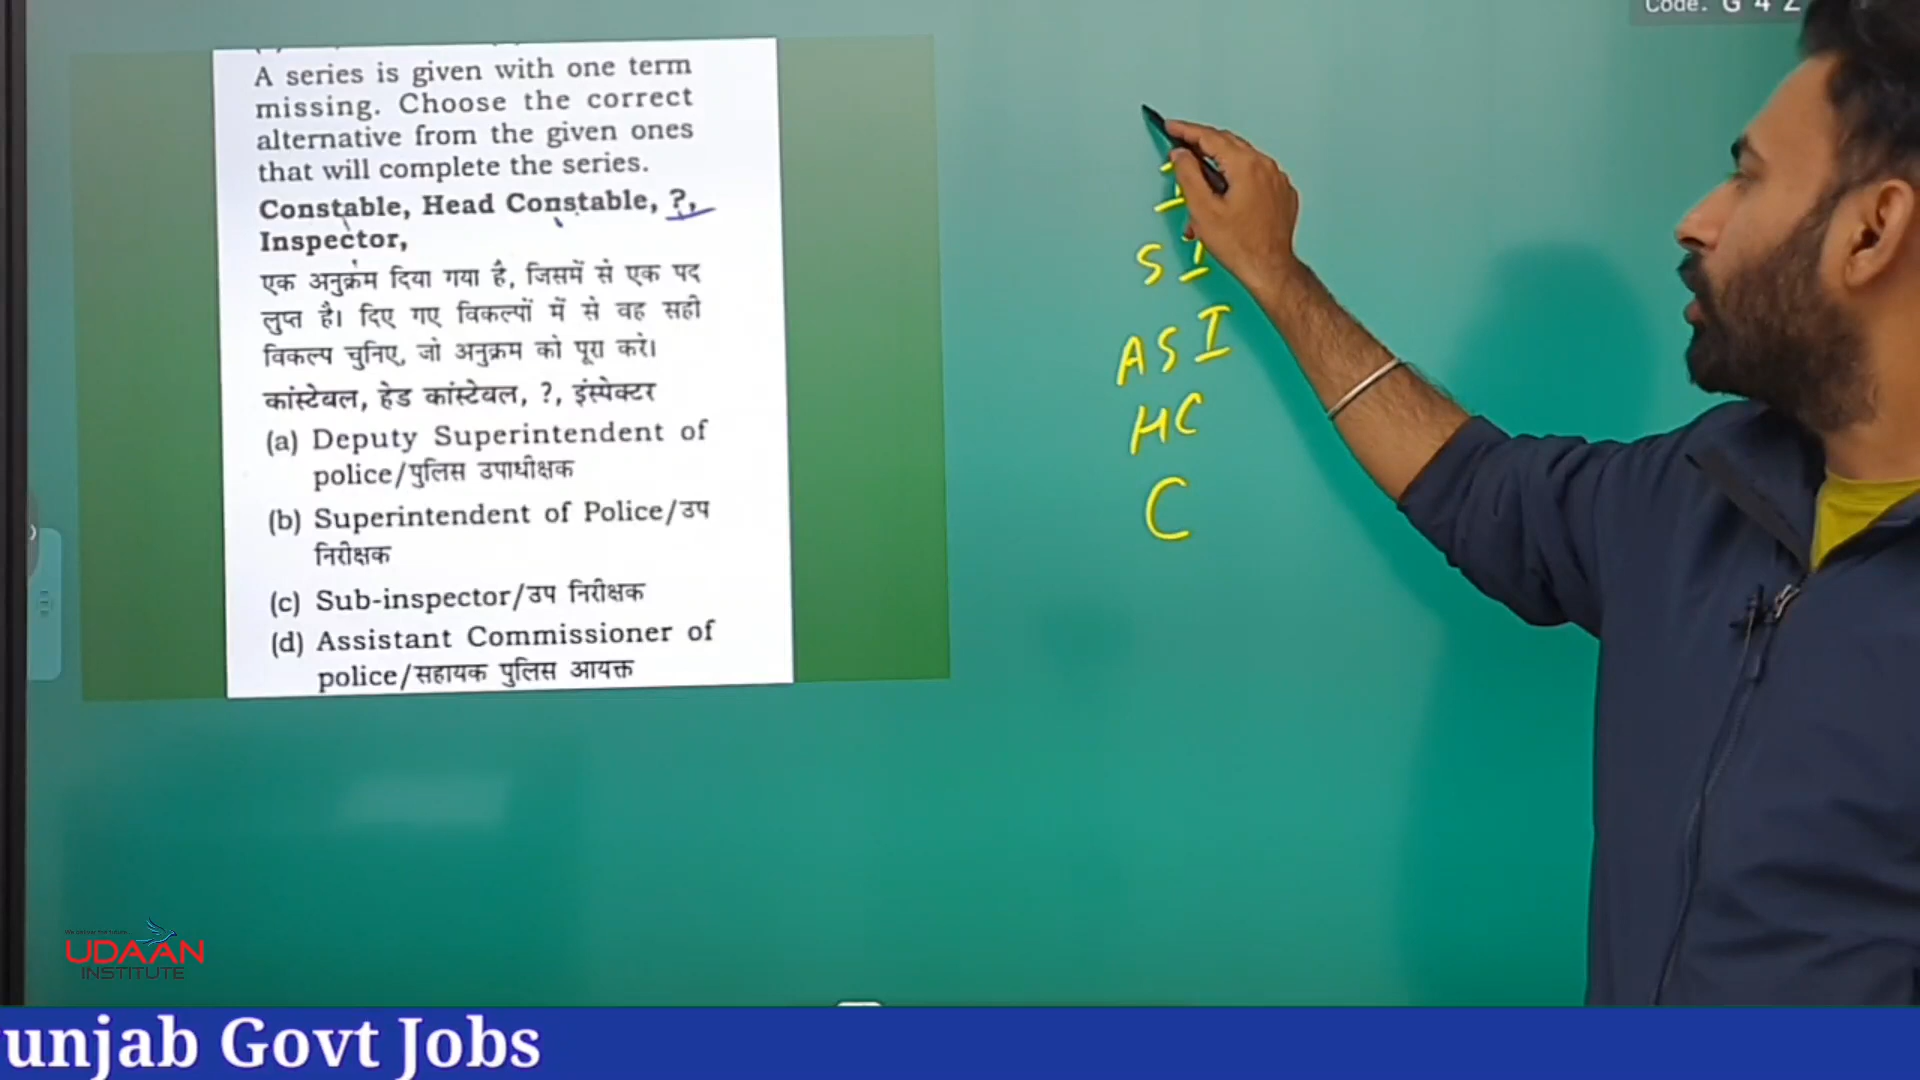 Code: G 4 Z
A series is given with one term
missing. Choose the correct
alternative from the given ones
that will complete the series.
Constable, Head Constable, ?,
Inspector,
एक अनुक्रम दिया गया है, जिसमें से एक पद
लुप्त है। दिए गए विकल्पों में से वह सही
विकल्प चुनिए, जो अनुक्रम को पूरा करे।
कांस्टेबल, हेड कांस्टेबल, ?, इंस्पेक्टर
(a) Deputy Superintendent of
police/पुलिस उपाधीक्षक
(b) Superintendent of Police/उप
निरीक्षक
(c) Sub-inspector/उप निरीक्षक
(d) Assistant Commissioner of
police/सहायक पुलिस आयक्त
I
S I
A S I
H C
C
UDAAN
INSTITUTE
unjab Govt Jobs